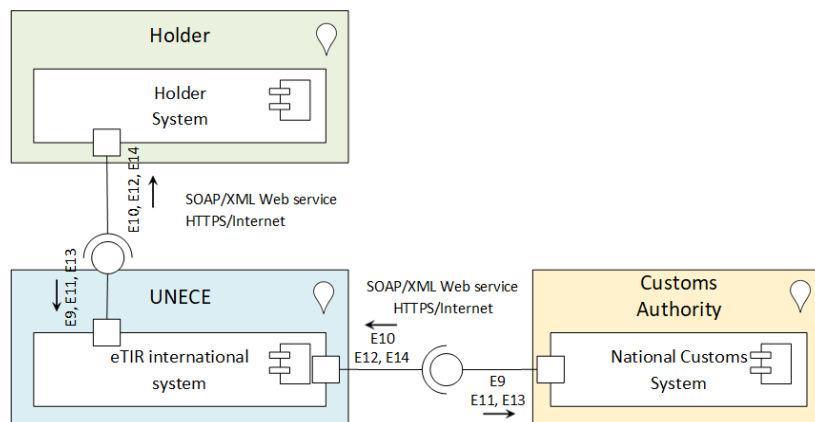 Holder
Holder
System
E10, E12, E14
SOAP/XML Web service
HTTPS/Internet
E9, E11, E13
UNECE
eTIR international
system
SOAP/XML Web service
HTTPS/Internet
E10
E12, E14
E9
E11, E13
Customs
Authority
National Customs
System